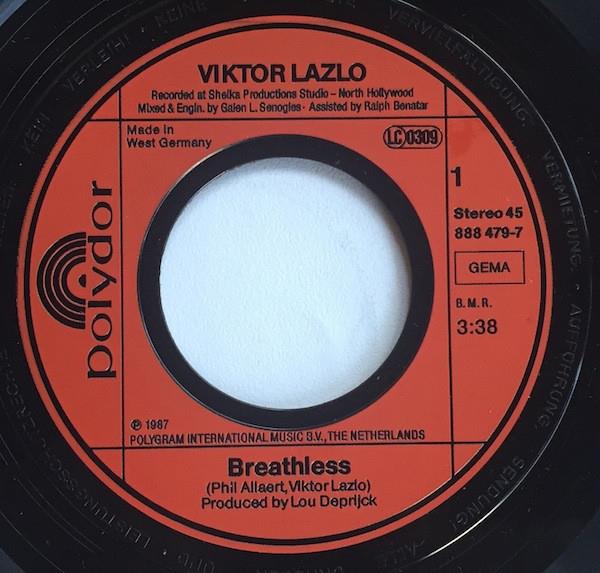 VIKTOR LAZLO
Recorded at Sheika Productions Studio – North Hollywood
Mixed & Engin. by Galen L. Senogles · Assisted by Ralph Benatar
Made in
West Germany
LC 0309
1
Stereo 45
888 479-7
GEMA
B.M.R.
3:38
polydor
℗ 1987
POLYGRAM INTERNATIONAL MUSIC B.V., THE NETHERLANDS
Breathless
(Phil Allaert, Viktor Lazlo)
Produced by Lou Deprijck
KEIN VERLEIH! · KEINE
VERVIELFÄLTIGUNG, VERMIETUNG, AUFFÜHRUNG, SENDUNG!